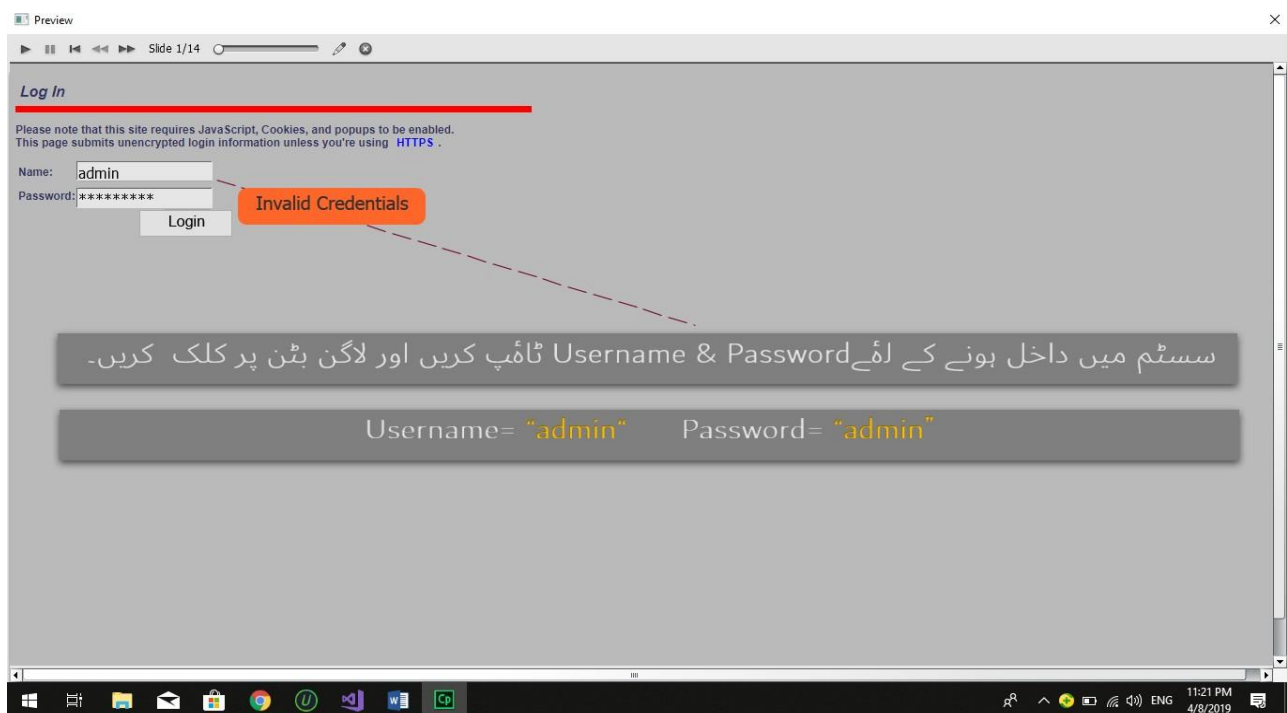 Preview
Slide 1/14
Log In
Please note that this site requires JavaScript, Cookies, and popups to be enabled.
This page submits unencrypted login information unless you're using HTTPS .
Name: admin
Password: *********
Invalid Credentials
Login
سسٹم میں داخل ہونے کے لۓUsername & Password ٹائپ کریں اور لاگن بٹن پر کلک کریں۔
Username= “admin“ Password= “admin”
ENG
11:21 PM
4/8/2019